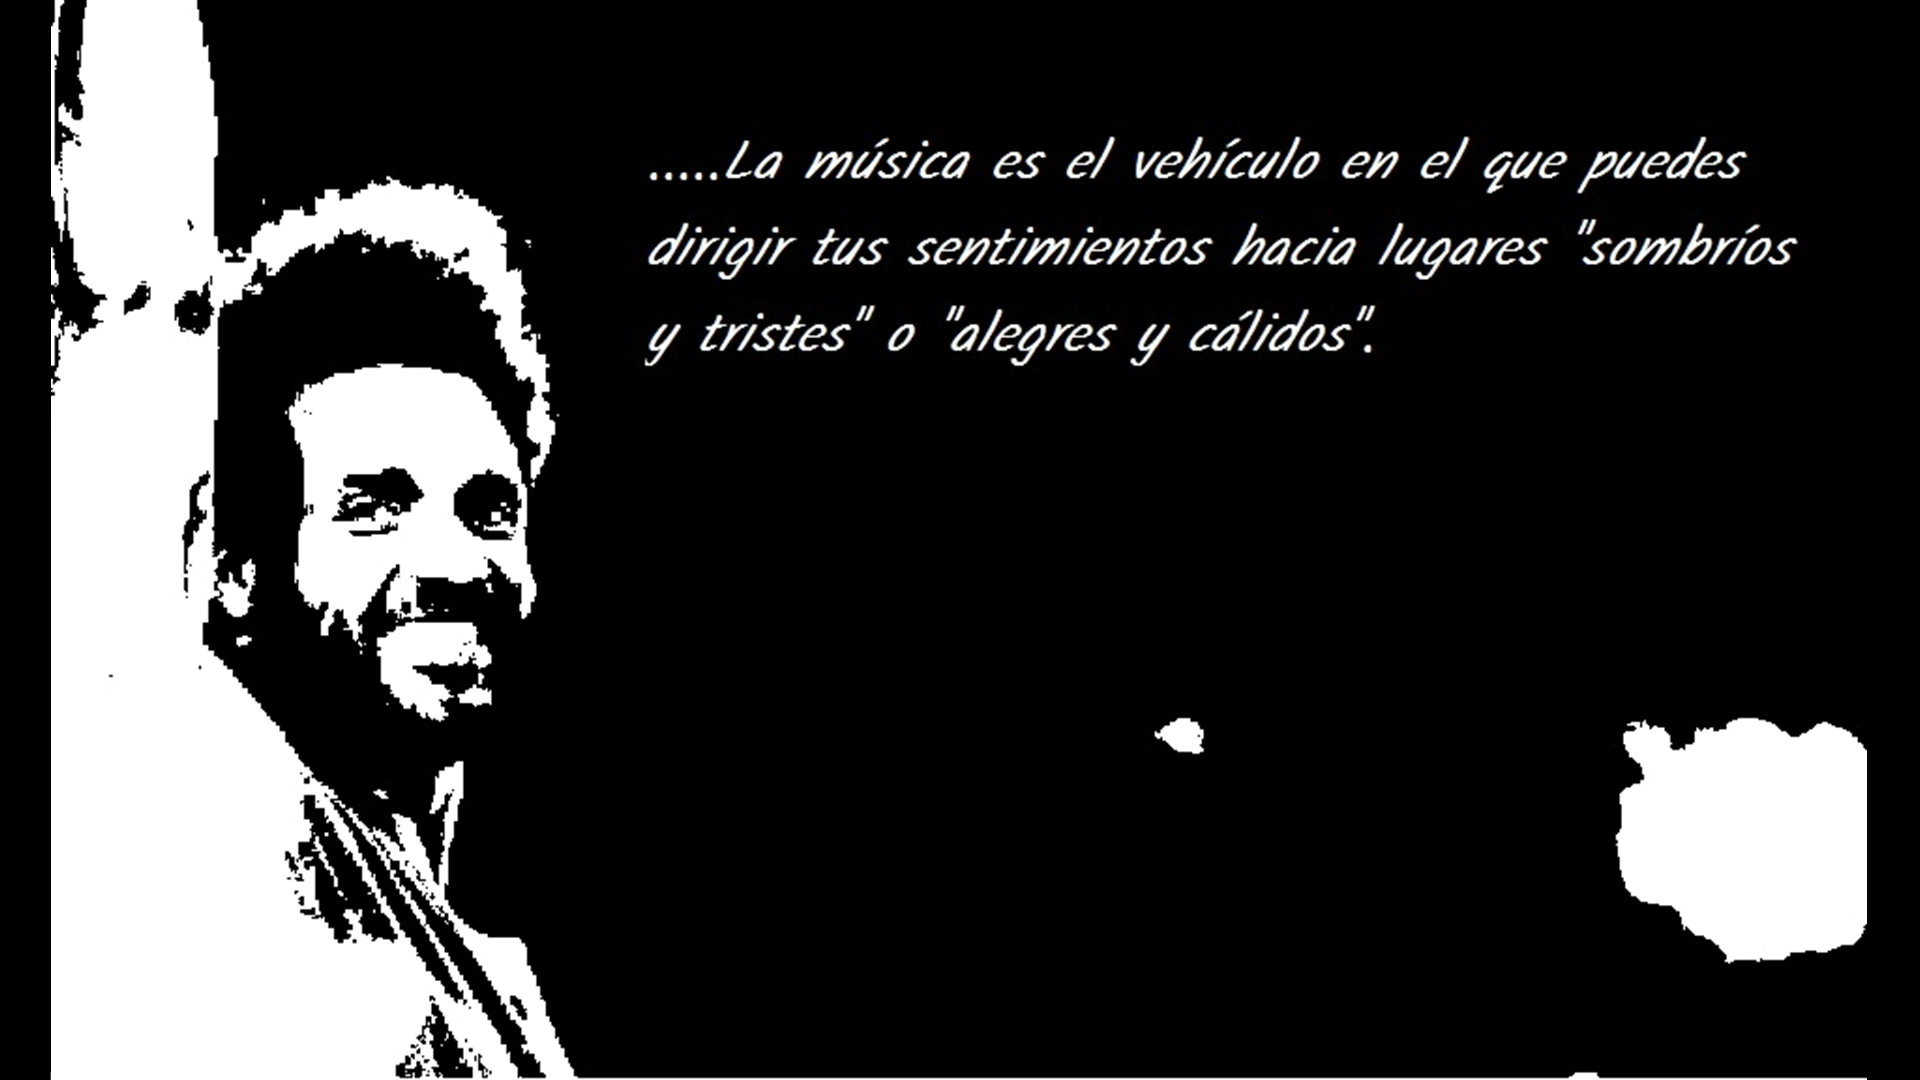 .....La música es el vehículo en el que puedes
dirigir tus sentimientos hacia lugares "sombríos
y tristes" o "alegres y cálidos".